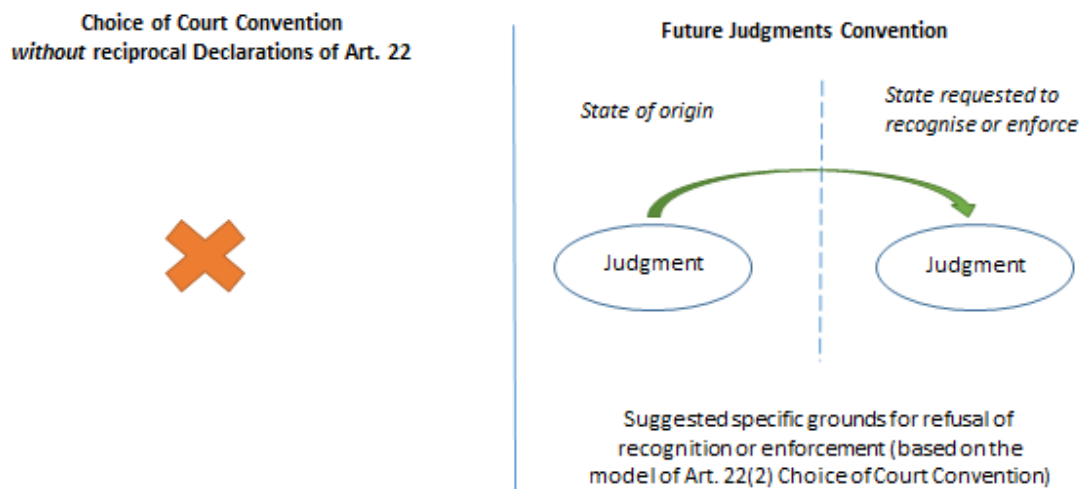 Choice of Court Convention
without reciprocal Declarations of Art. 22
Future Judgments Convention
State of origin
State requested to
recognise or enforce
Judgment
Judgment
Suggested specific grounds for refusal of
recognition or enforcement (based on the
model of Art. 22(2) Choice of Court Convention)